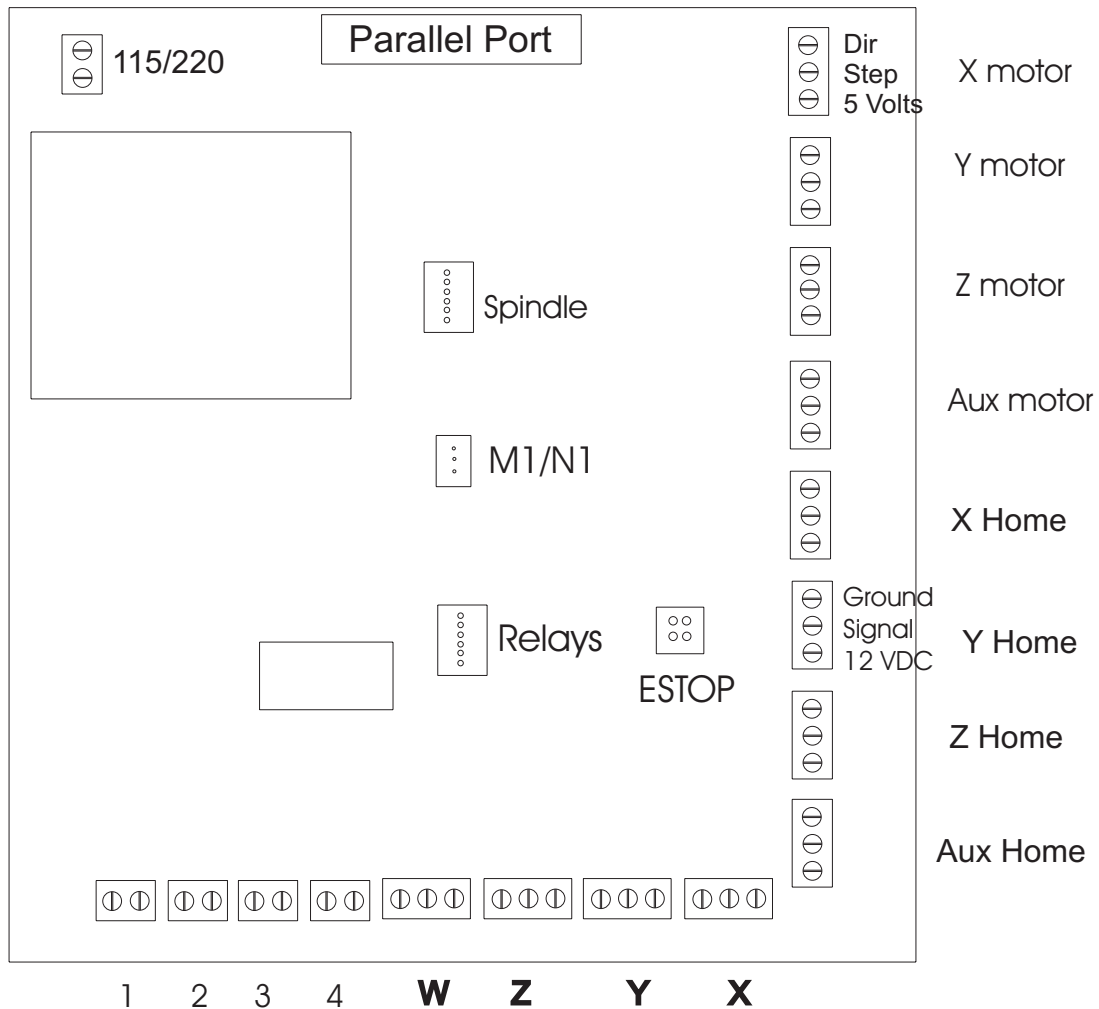 Parallel Port
115/220
Dir
Step
5 Volts
X motor
Y motor
Z motor
Spindle
Aux motor
M1/N1
X Home
Ground
Signal
12 VDC
Y Home
Relays
ESTOP
Z Home
Aux Home
1 2 3 4 W Z Y X